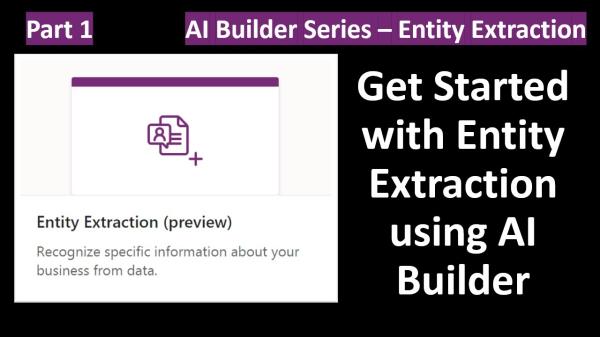 Part 1
AI Builder Series – Entity Extraction
Get Started
with Entity
Extraction
using AI
Builder
Entity Extraction (preview)
Recognize specific information about your
business from data.